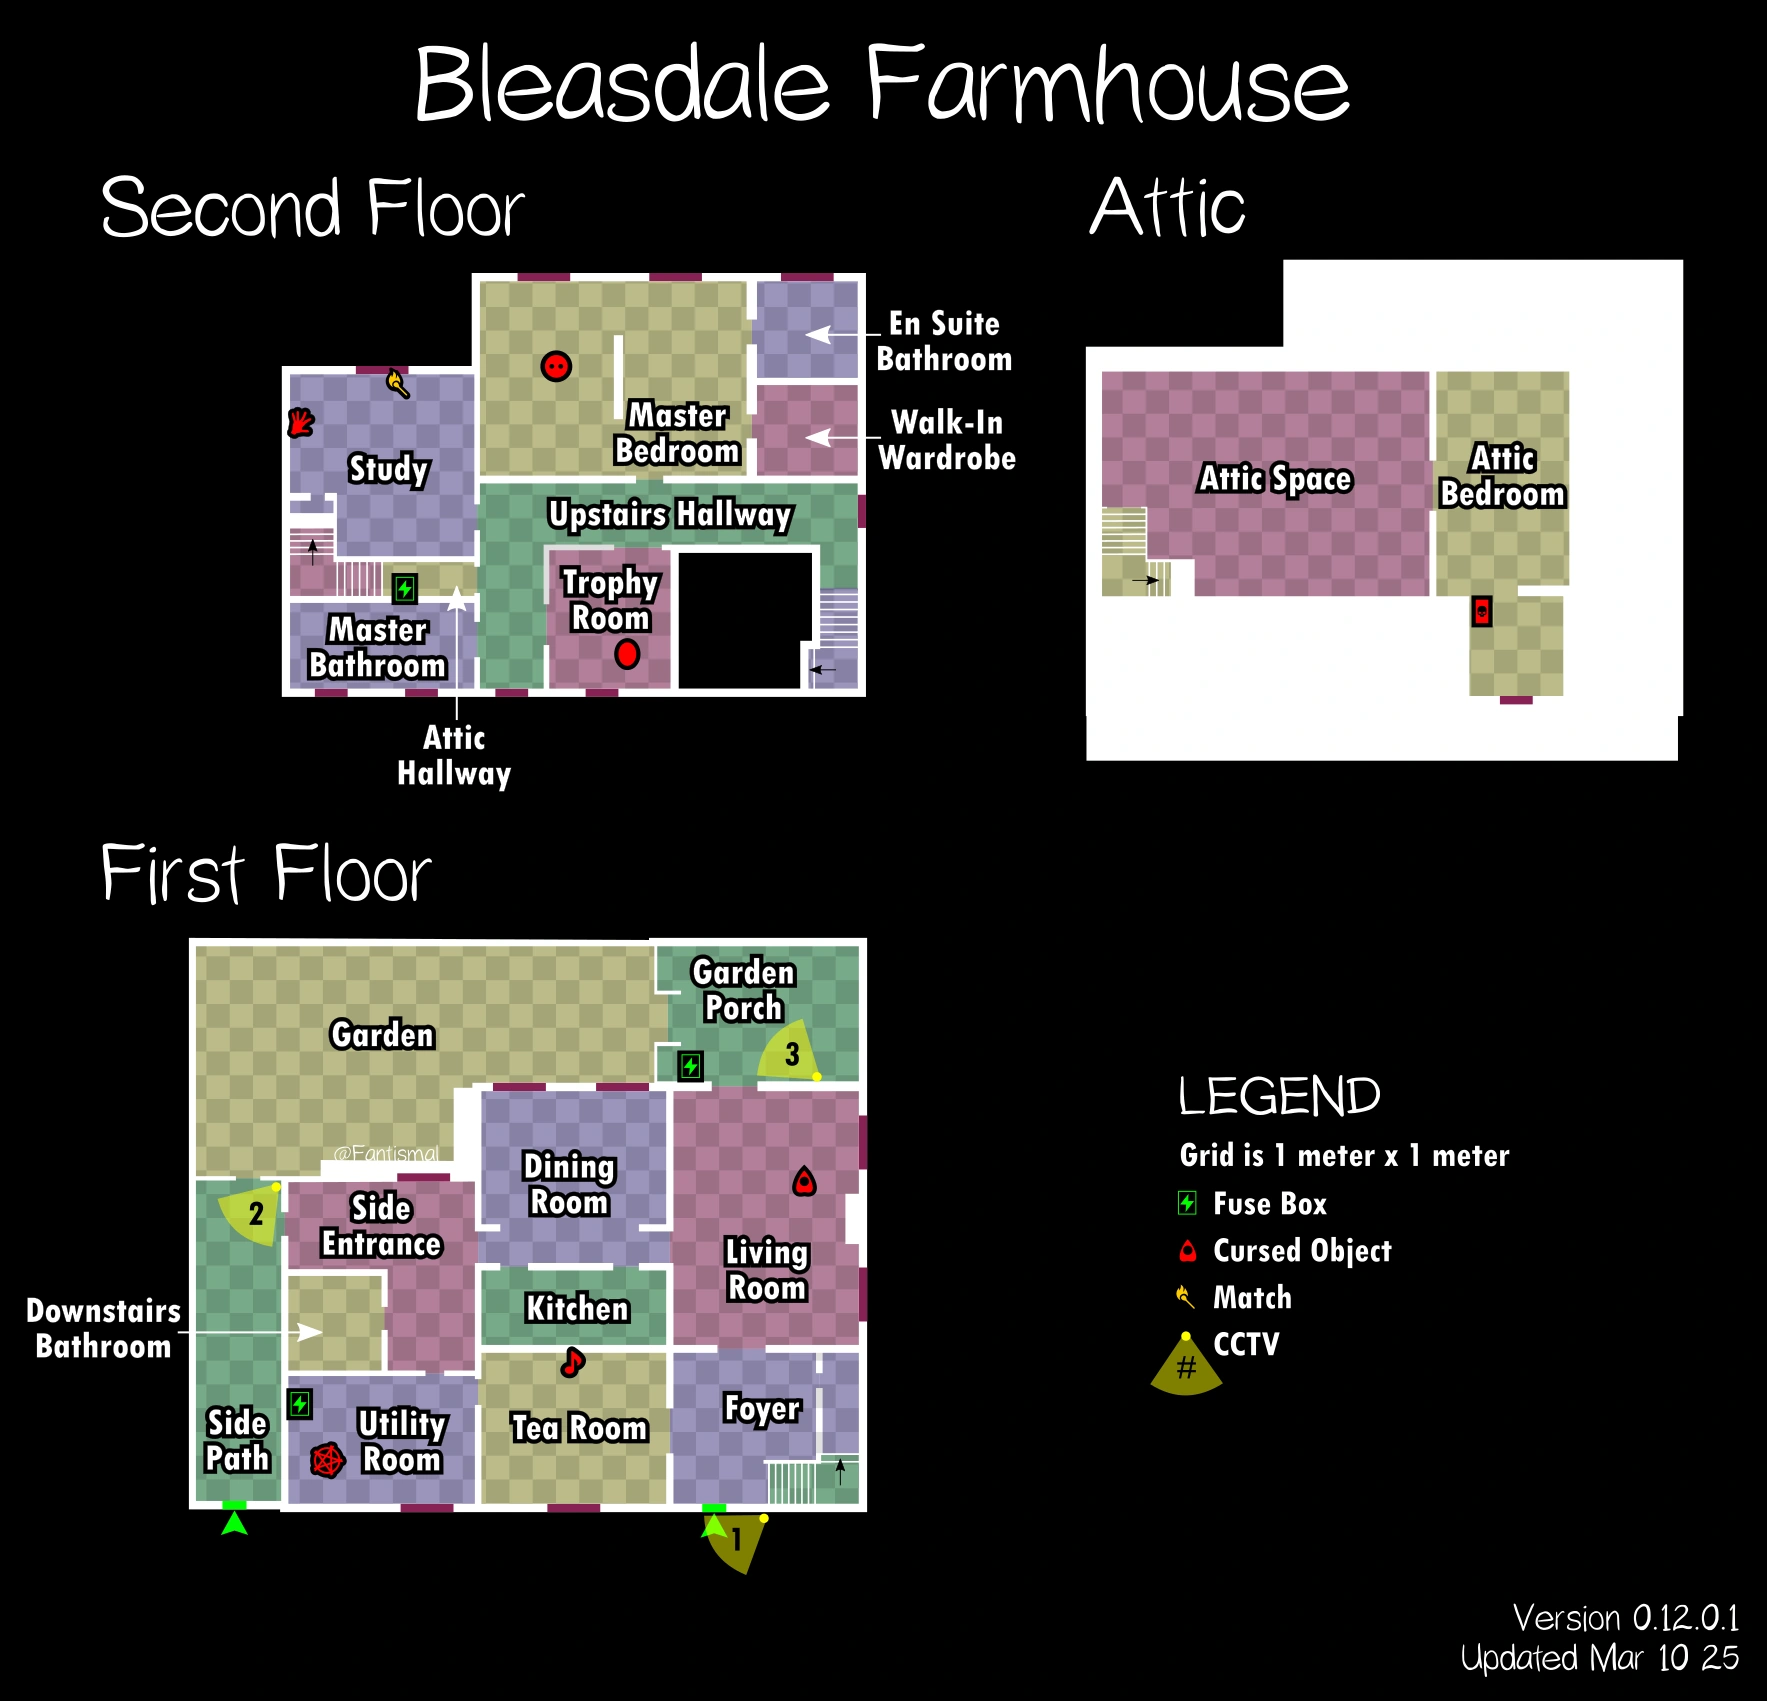 Bleasdale Farmhouse
Second Floor
Attic
En Suite
Bathroom
Walk-In
Wardrobe
Master
Bedroom
Study
Upstairs Hallway
Trophy
Room
Master
Bathroom
Attic
Hallway
Attic Space
Attic
Bedroom
First Floor
Garden
Garden
Porch
3
@Fantismal
2
Side
Entrance
Dining
Room
Living
Room
Kitchen
Downstairs
Bathroom
Side
Path
Utility
Room
Tea Room
Foyer
1
LEGEND
Grid is 1 meter x 1 meter
Fuse Box
Cursed Object
Match
CCTV
#
Version 0.12.0.1
Updated Mar 10 25